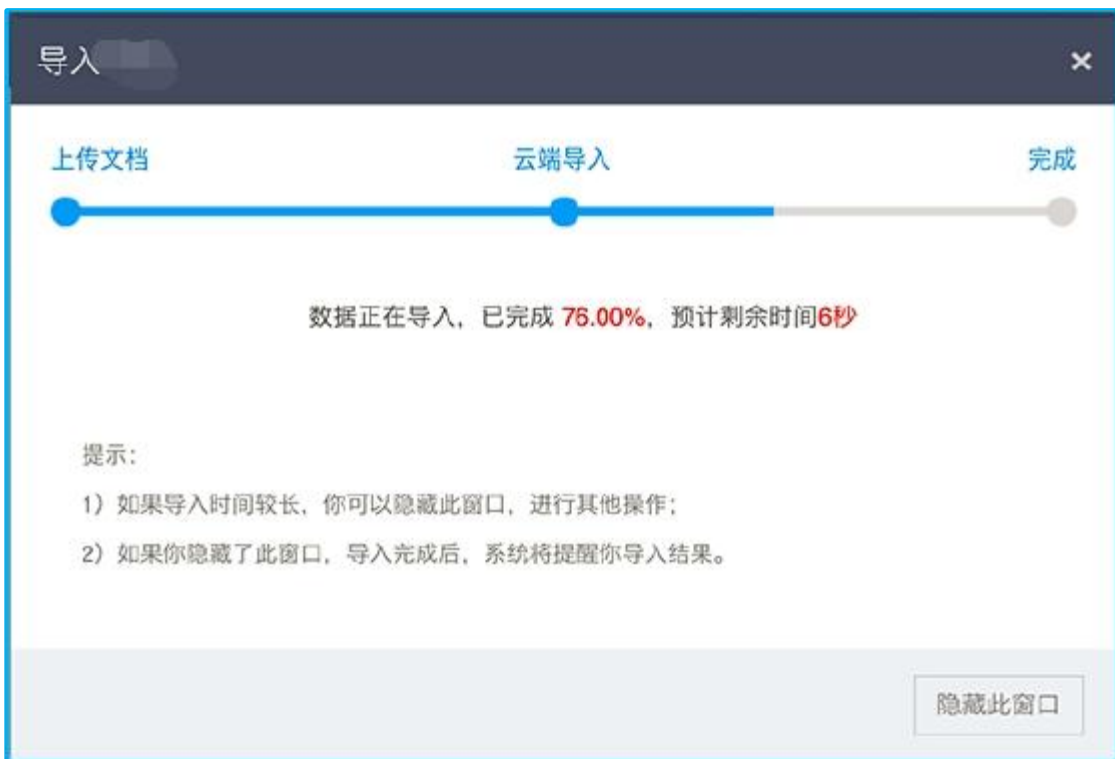 导入
上传文档 云端导入 完成
数据正在导入，已完成 76.00%，预计剩余时间6秒
提示：
1）如果导入时间较长，你可以隐藏此窗口，进行其他操作；
2）如果你隐藏了此窗口，导入完成后，系统将提醒你导入结果。
隐藏此窗口